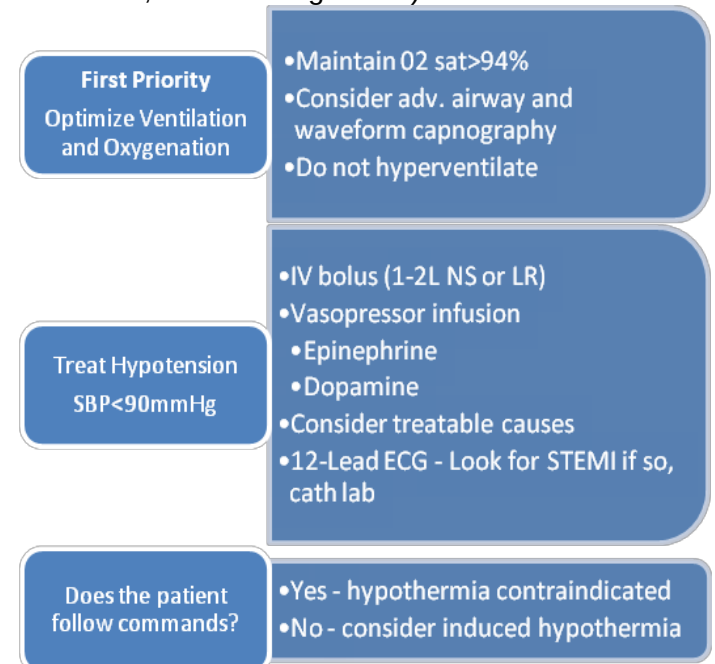 First Priority
Optimize Ventilation
and Oxygenation
•Maintain 02 sat>94%
•Consider adv. airway and
waveform capnography
•Do not hyperventilate
Treat Hypotension
SBP<90mmHg
•IV bolus (1-2L NS or LR)
•Vasopressor infusion
•Epinephrine
•Dopamine
•Consider treatable causes
•12-Lead ECG - Look for STEMI if so,
cath lab
Does the patient
follow commands?
•Yes - hypothermia contraindicated
•No - consider induced hypothermia